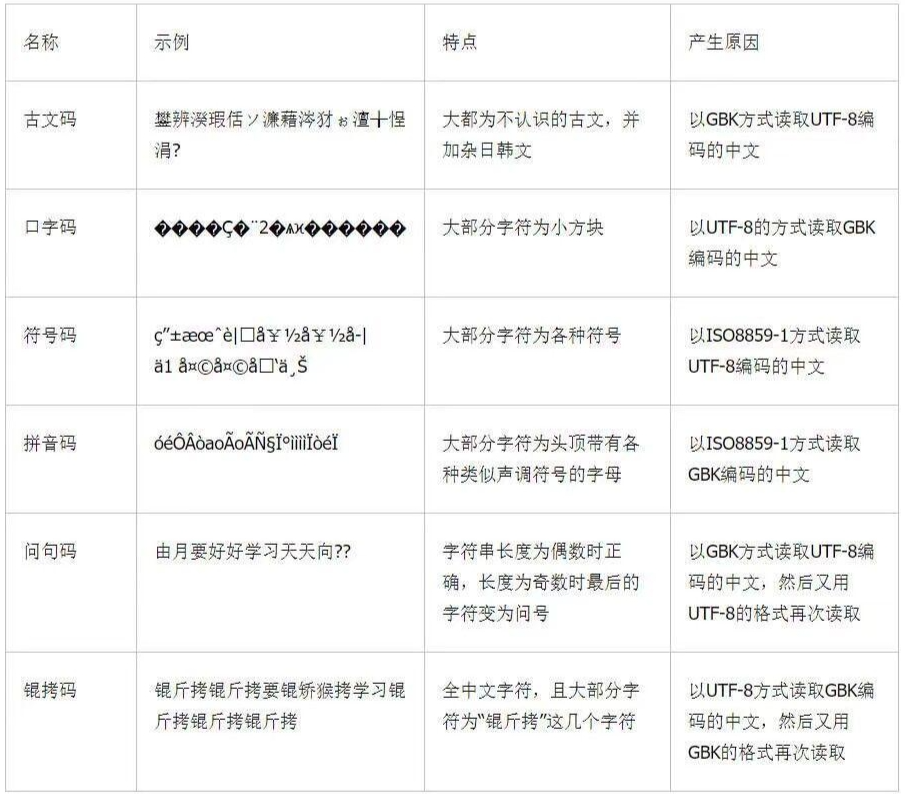 名称
示例
特点
产生原因
古文码
鐢辨湀瑕佸ソ濂藉涔犲ぉ澶╁悜
涓?
大都为不认识的古文，并
加杂日韩文
以GBK方式读取UTF-8编
码的中文
口字码
����Ç�¨2�ѧϰ������
大部分字符为小方块
以UTF-8的方式读取GBK
编码的中文
符号码
ç”±æœˆè¦□å¥½å¥½å-¦
ä1 å¤©å¤©å□‘ä¸Š
大部分字符为各种符号
以ISO8859-1方式读取
UTF-8编码的中文
拼音码
óéÔÂòaoÃoÃÑ§Ï°ììììÏòéÏ
大部分字符为头顶带有各
种类似声调符号的字母
以ISO8859-1方式读取
GBK编码的中文
问句码
由月要好好学习天天向??
字符串长度为偶数时正
确，长度为奇数时最后的
字符变为问号
以GBK方式读取UTF-8编
码的中文，然后又用
UTF-8的格式再次读取
锟拷码
锟斤拷锟斤拷要锟矫猴拷学习锟
斤拷锟斤拷锟斤拷
全中文字符，且大部分字
符为“锟斤拷”这几个字符
以UTF-8方式读取GBK编
码的中文，然后又用
GBK的格式再次读取